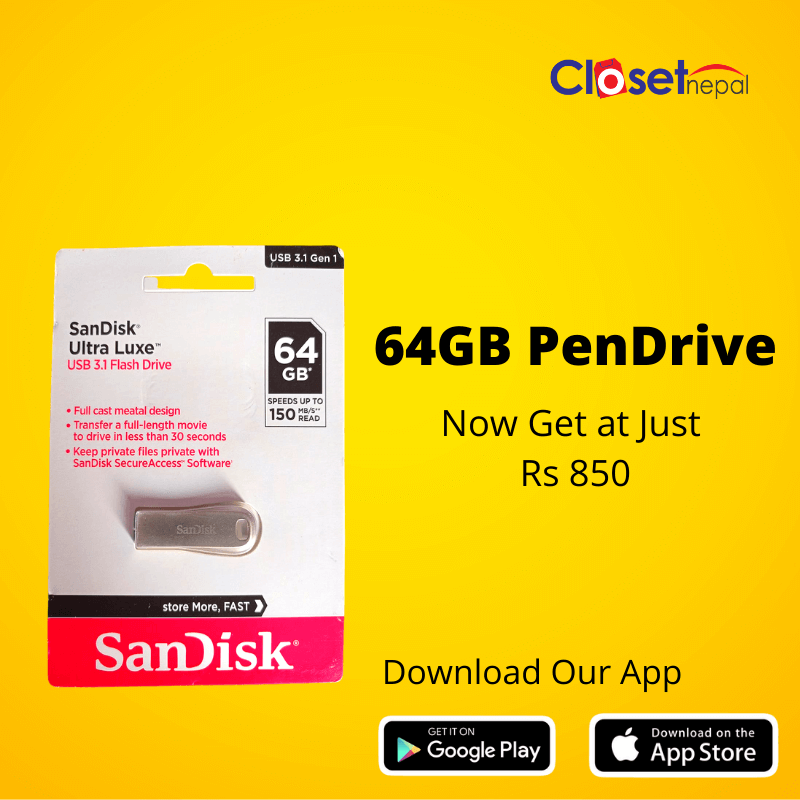 Closetnepal
USB 3.1 Gen 1
SanDisk®
Ultra Luxe™
USB 3.1 Flash Drive
64
GB*
SPEEDS UP TO
150 MB/S** READ
• Full cast meatal design
• Transfer a full-length movie
to drive in less than 30 seconds
• Keep private files private with
SanDisk SecureAccess™ Software⁺
SanDisk
store More, FAST
SanDisk®
64GB PenDrive
Now Get at Just
Rs 850
Download Our App
GET IT ON
Google Play
Download on the
App Store